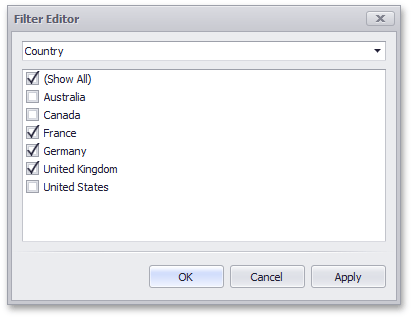 Filter Editor
Country
(Show All)
Australia
Canada
France
Germany
United Kingdom
United States
OK Cancel Apply